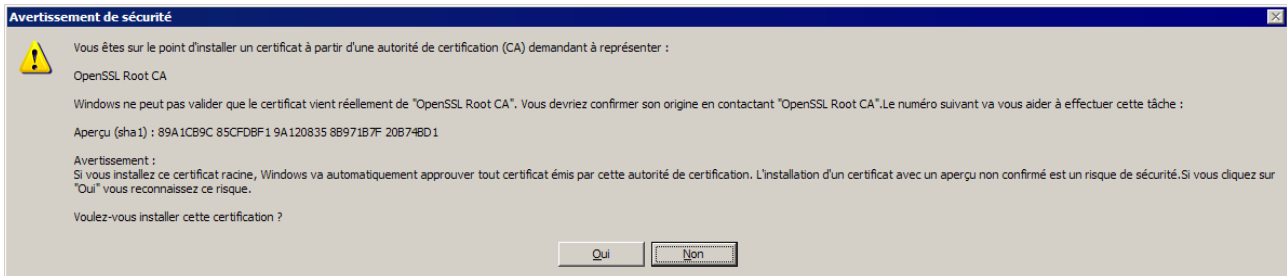 Avertissement de sécurité
Vous êtes sur le point d'installer un certificat à partir d'une autorité de certification (CA) demandant à représenter :
OpenSSL Root CA
Windows ne peut pas valider que le certificat vient réellement de "OpenSSL Root CA". Vous devriez confirmer son origine en contactant "OpenSSL Root CA".Le numéro suivant va vous aider à effectuer cette tâche :
Aperçu (sha1) : 89A1CB9C 85CFDBF1 9A120835 8B971B7F 20B74BD1
Avertissement :
Si vous installez ce certificat racine, Windows va automatiquement approuver tout certificat émis par cette autorité de certification. L'installation d'un certificat avec un aperçu non confirmé est un risque de sécurité.Si vous cliquez sur
"Oui" vous reconnaissez ce risque.
Voulez-vous installer cette certification ?
Oui Non